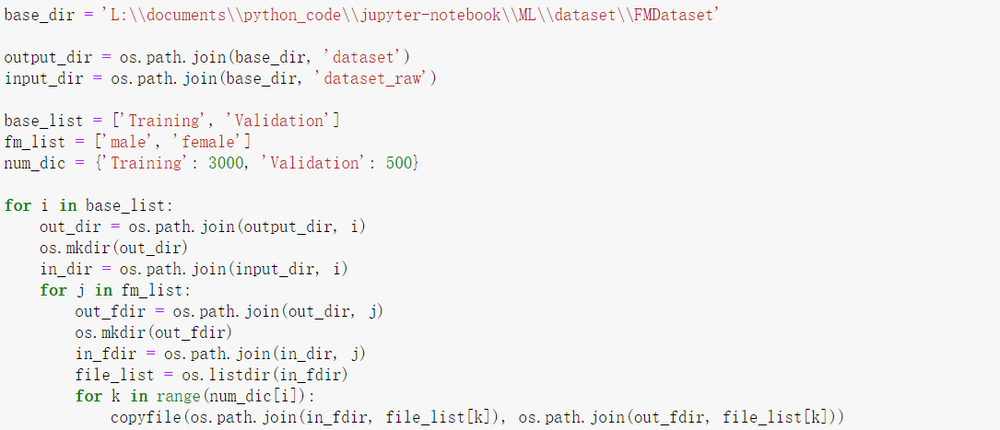 base_dir = 'L:\\documents\\python_code\\jupyter-notebook\\ML\\dataset\\FMDataset'

output_dir = os.path.join(base_dir, 'dataset')
input_dir = os.path.join(base_dir, 'dataset_raw')

base_list = ['Training', 'Validation']
fm_list = ['male', 'female']
num_dic = {'Training': 3000, 'Validation': 500}

for i in base_list:
    out_dir = os.path.join(output_dir, i)
    os.mkdir(out_dir)
    in_dir = os.path.join(input_dir, i)
    for j in fm_list:
        out_fdir = os.path.join(out_dir, j)
        os.mkdir(out_fdir)
        in_fdir = os.path.join(in_dir, j)
        file_list = os.listdir(in_fdir)
        for k in range(num_dic[i]):
            copyfile(os.path.join(in_fdir, file_list[k]), os.path.join(out_fdir, file_list[k]))